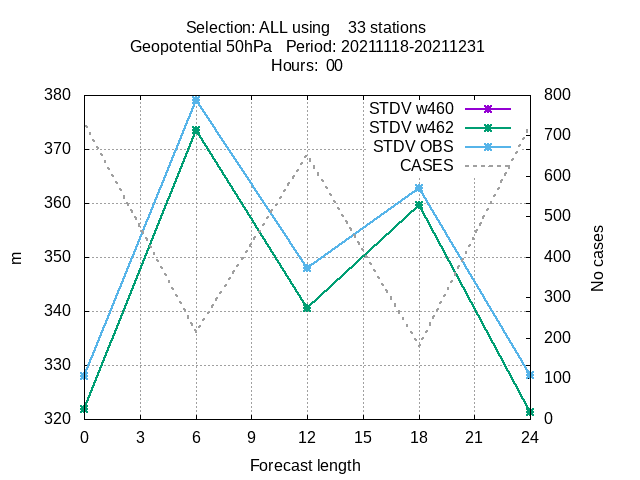 Selection: ALL using 33 stations
Geopotential 50hPa Period: 20211118-20211231
Hours: 00
380 800
STDV w460
STDV w462
370 700
STDV OBS
CASES
360 600
500
350 400
m
No cases
340 300
200
330 100
320 0
0 3 6 9 12 15 18 21 24
Forecast length